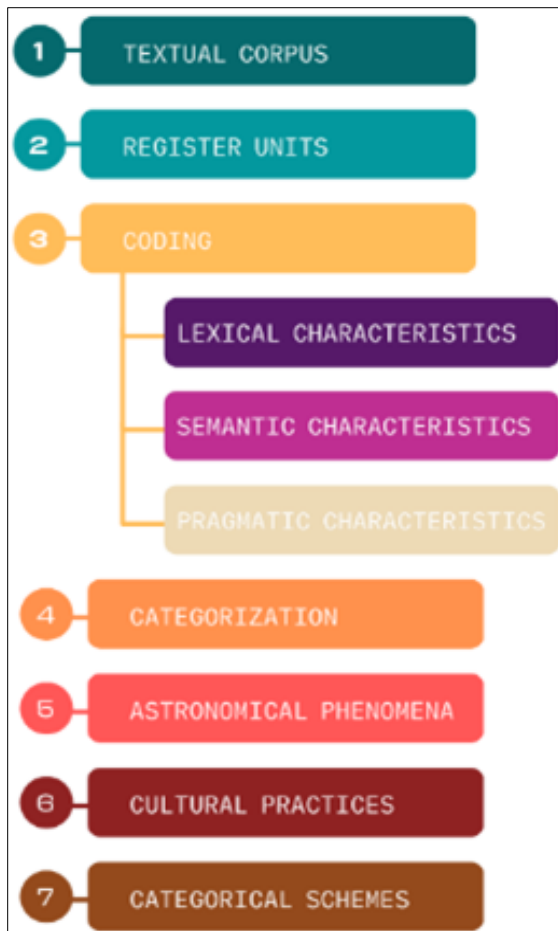 1 TEXTUAL CORPUS
2 REGISTER UNITS
3 CODING
LEXICAL CHARACTERISTICS
SEMANTIC CHARACTERISTICS
PRAGMATIC CHARACTERISTICS
4 CATEGORIZATION
5 ASTRONOMICAL PHENOMENA
6 CULTURAL PRACTICES
7 CATEGORICAL SCHEMES